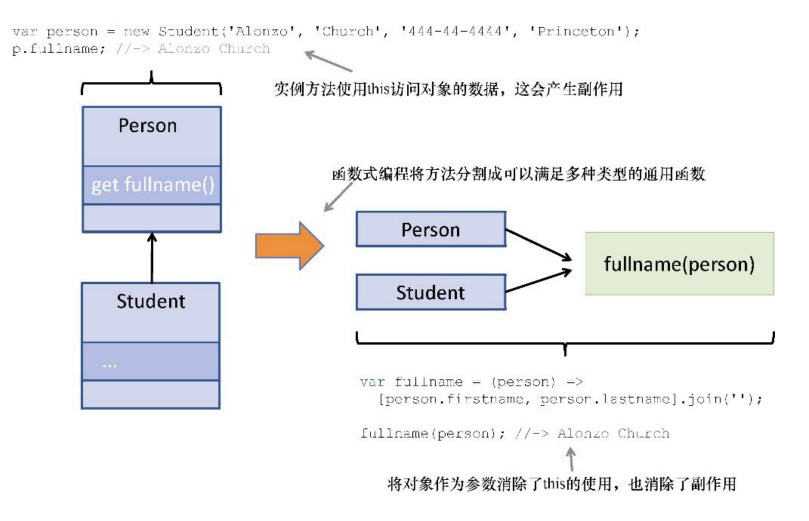 var person = new Student('Alonzo', 'Church', '444-44-4444', 'Princeton');
p.fullname; //-> Alonzo Church
实例方法使用this访问对象的数据，这会产生副作用
Person
get fullname()
函数式编程将方法分割成可以满足多种类型的通用函数
Person
Student
fullname(person)
Student
...
var fullname = (person) =>
[person.firstname, person.lastname].join('');
fullname(person); //-> Alonzo Church
将对象作为参数消除了this的使用，也消除了副作用